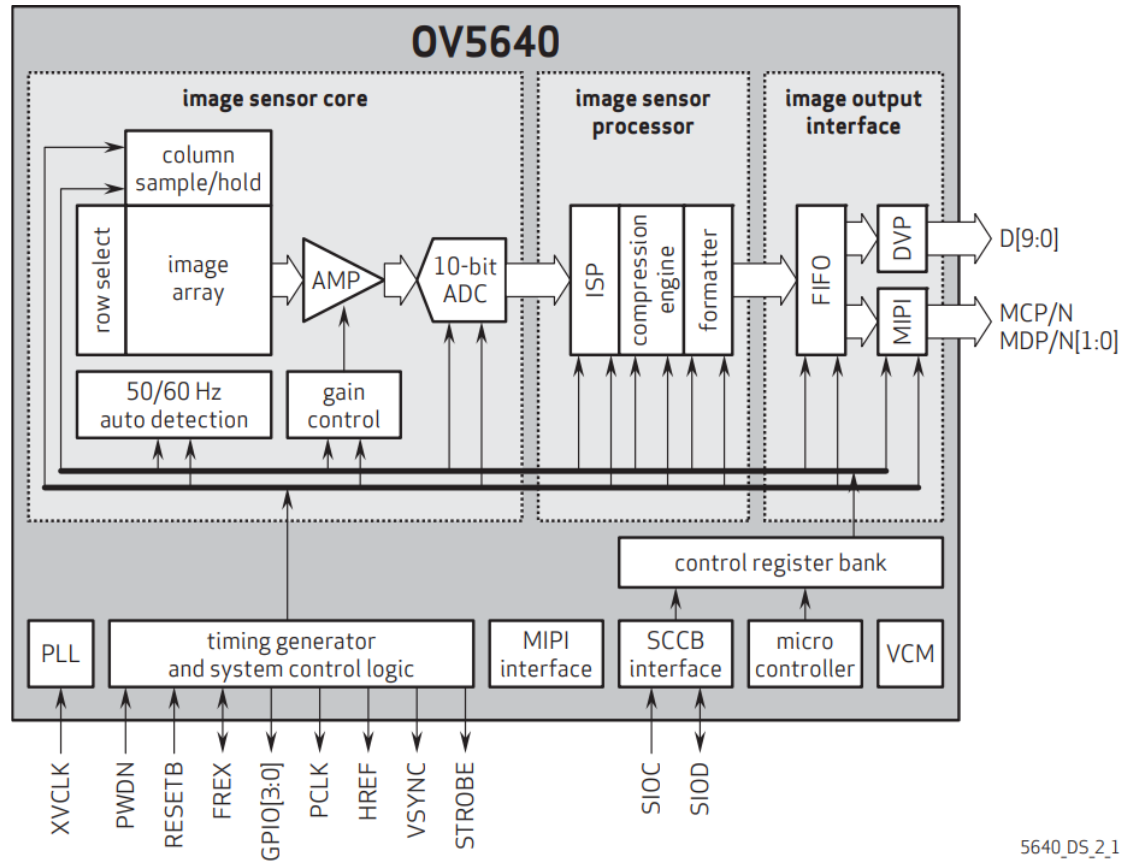 OV5640
image sensor core
image sensor
processor
image output
interface
column
sample/hold
row select
image
array
AMP
10-bit
ADC
ISP
compression
engine
formatter
FIFO
DVP
MIPI
D[9:0]
MCP/N
MDP/N[1:0]
50/60 Hz
auto detection
gain
control
control register bank
PLL
timing generator
and system control logic
MIPI
interface
SCCB
interface
micro
controller
VCM
XVCLK
PWDN
RESETB
FREX
GPIO[3:0]
PCLK
HREF
VSYNC
STROBE
SIOC
SIOD
5640_DS_2_1